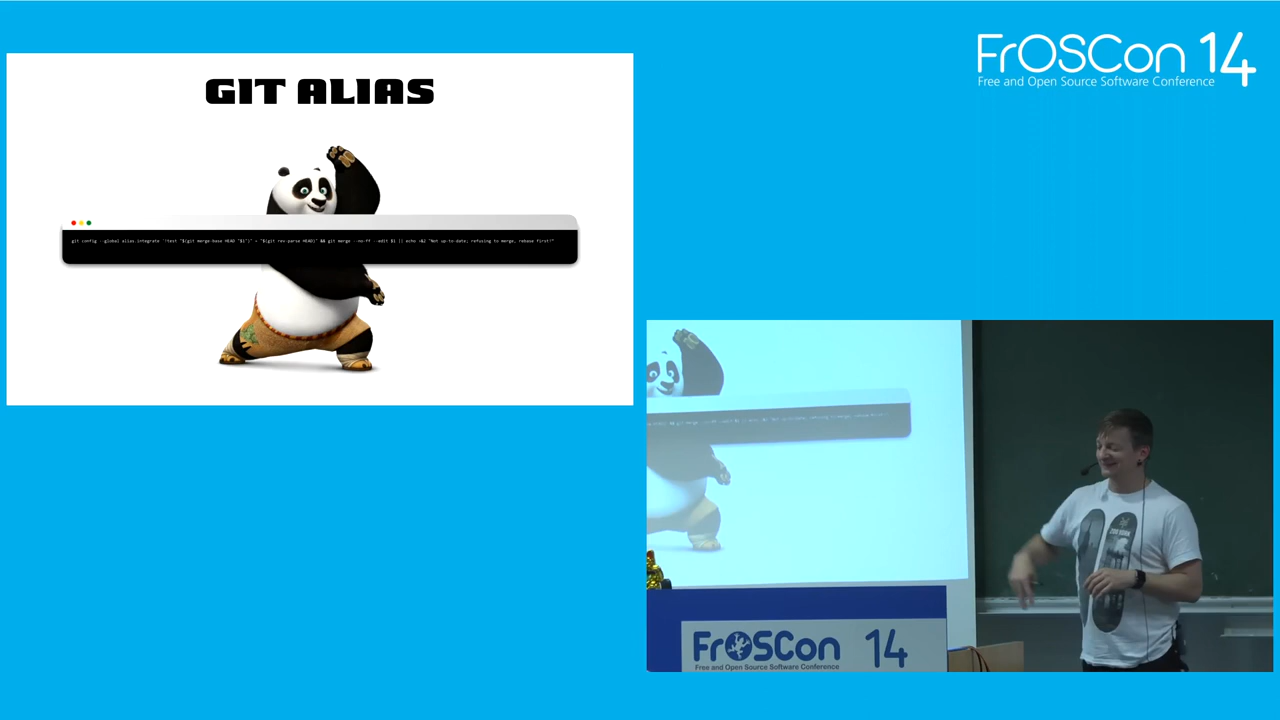 FrOSCon 14
Free and Open Source Software Conference
GIT ALIAS
git config --global alias.integrate '!test "$(git merge-base HEAD "$1")" = "$(git rev-parse HEAD)" && git merge --no-ff --edit $1 || echo >&2 "Not up-to-date; refusing to merge, rebase first!"
FrOSCon 14
Free and Open Source Software Conference